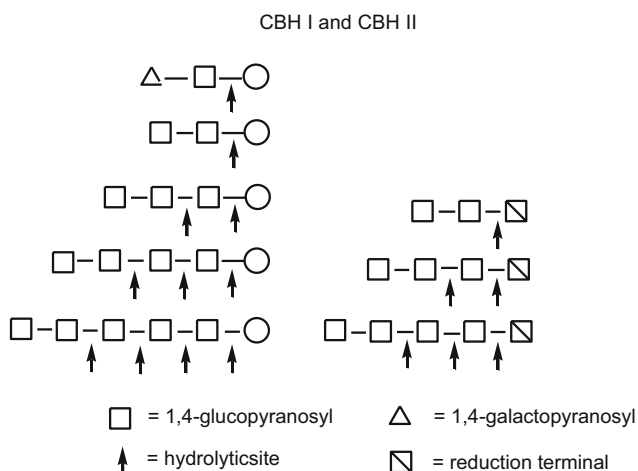 CBH I and CBH II
= 1,4-glucopyranosyl
= 1,4-galactopyranosyl
= hydrolyticsite
= reduction terminal